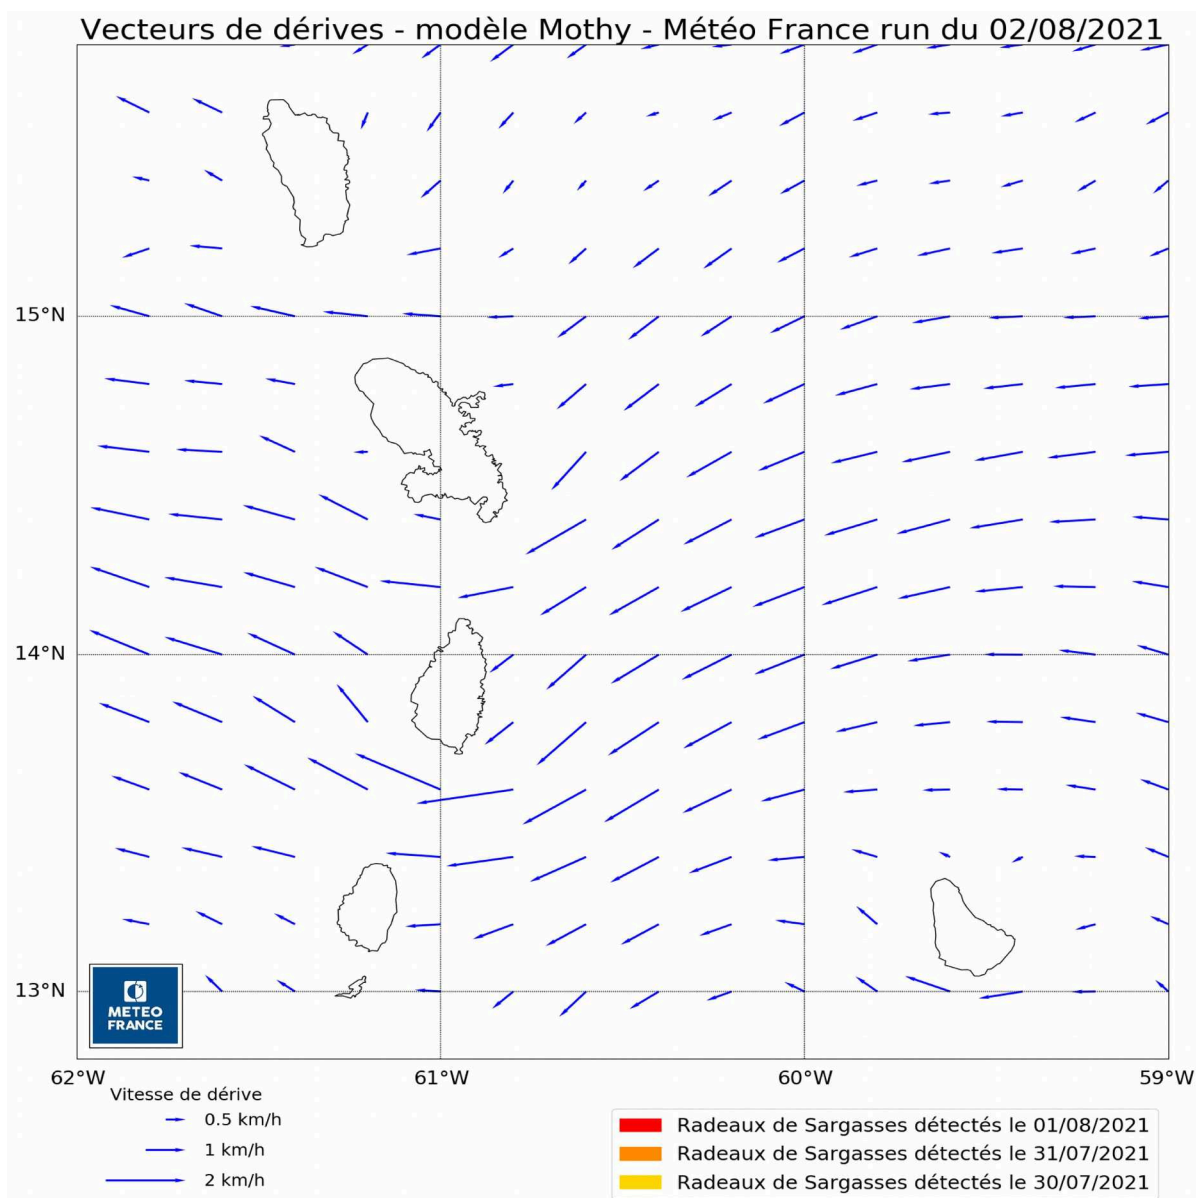 Vecteurs de dérives - modèle Mothy - Météo France run du 02/08/2021
15°N
14°N
13°N
METEO
FRANCE
62°W
61°W
60°W
59°W
Vitesse de dérive
0.5 km/h
1 km/h
2 km/h
Radeaux de Sargasses détectés le 01/08/2021
Radeaux de Sargasses détectés le 31/07/2021
Radeaux de Sargasses détectés le 30/07/2021